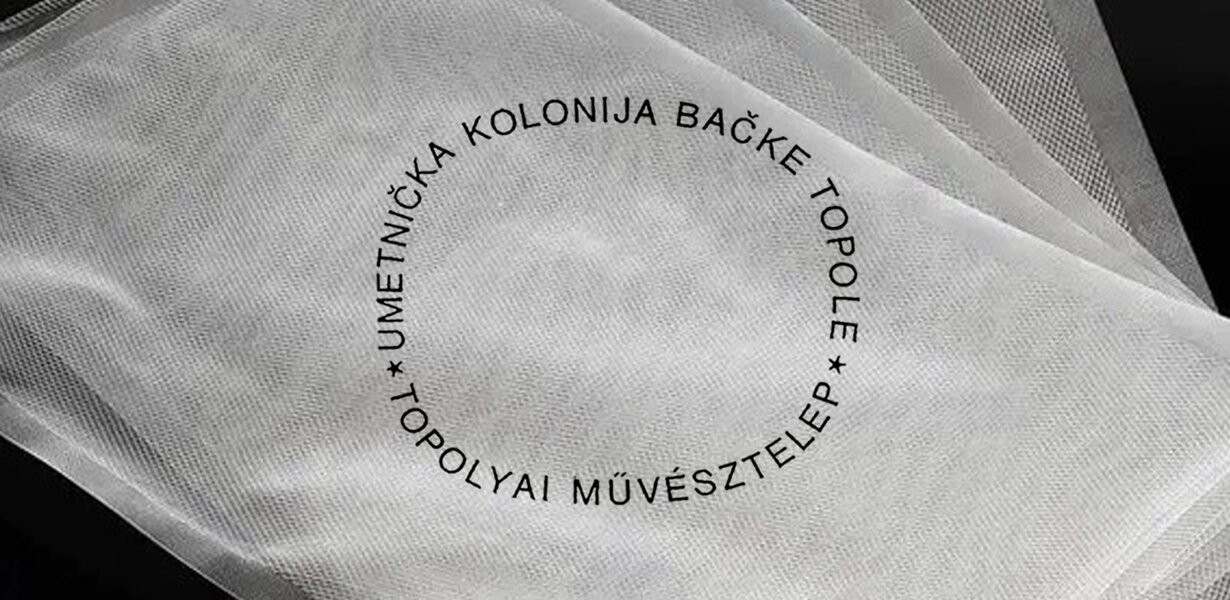 UMETNIČKA KOLONIJA BAČKE TOPOLE
TOPOLYAI MŰVÉSZTELEP